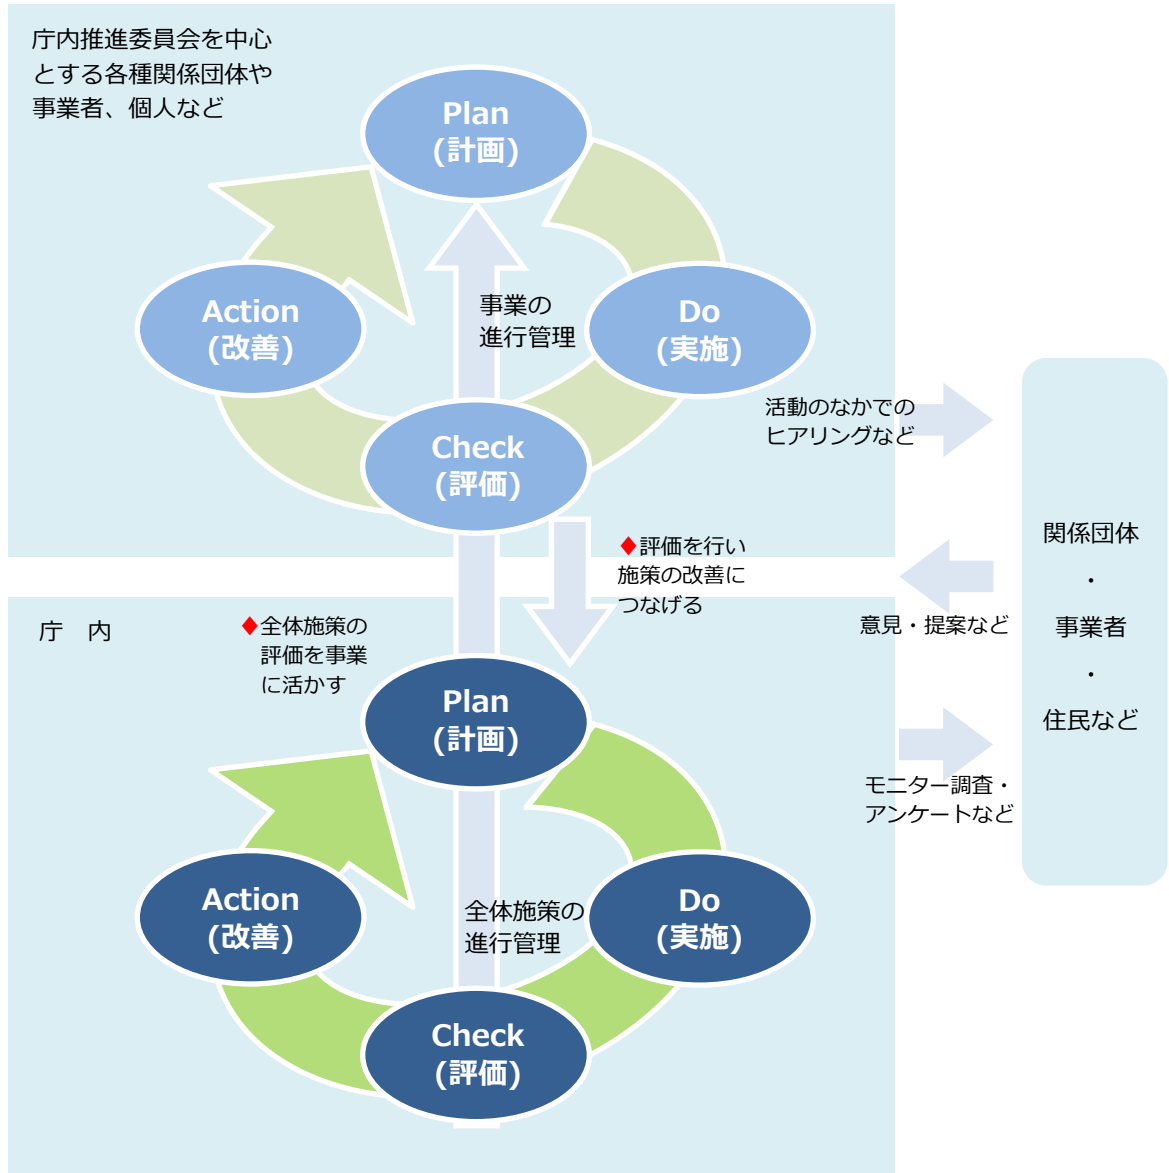 庁内推進委員会を中心
とする各種関係団体や
事業者、個人など
Plan
(計画)
Action
(改善)
事業の
進行管理
Do
(実施)
Check
(評価)
活動のなかでの
ヒアリングなど
♦評価を行い
施策の改善に
つなげる
意見・提案など
関係団体
・
事業者
・
住民など
庁　内
♦全体施策の
評価を事業
に活かす
Plan
(計画)
モニター調査・
アンケートなど
Action
(改善)
全体施策の
進行管理
Do
(実施)
Check
(評価)